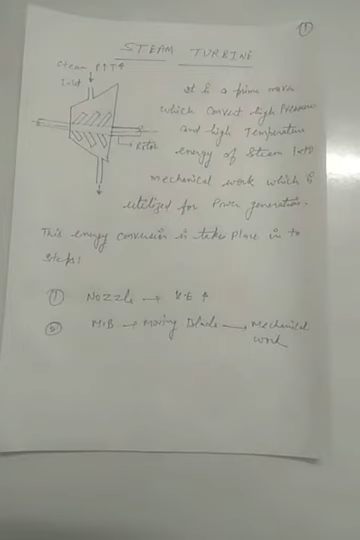 ①
STEAM TURBINE
Steam P↑T↑
Inlet
It is a prime mover
which convert high Pressure
and high Temperature
Rotor
energy of Steam Into
mechanical work which is
utilized for Power generation.
This energy conversion is take Place in to
steps:
① Nozzle → K.E ↑
② M.B → Moving Blade → Mechanical
work